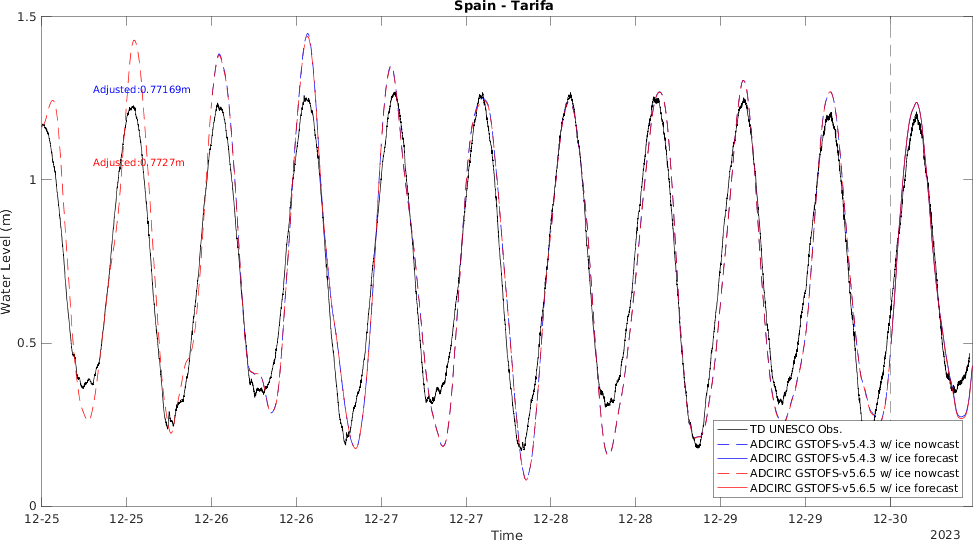 Spain - Tarifa
1.5
1
0.5
0
Water Level (m)
Adjusted:0.77169m
Adjusted:0.7727m
TD UNESCO Obs.
ADCIRC GSTOFS-v5.4.3 w/ ice nowcast
ADCIRC GSTOFS-v5.4.3 w/ ice forecast
ADCIRC GSTOFS-v5.6.5 w/ ice nowcast
ADCIRC GSTOFS-v5.6.5 w/ ice forecast
12-25 12-25 12-26 12-26 12-27 12-27 12-28 12-28 12-29 12-29 12-30
Time
2023